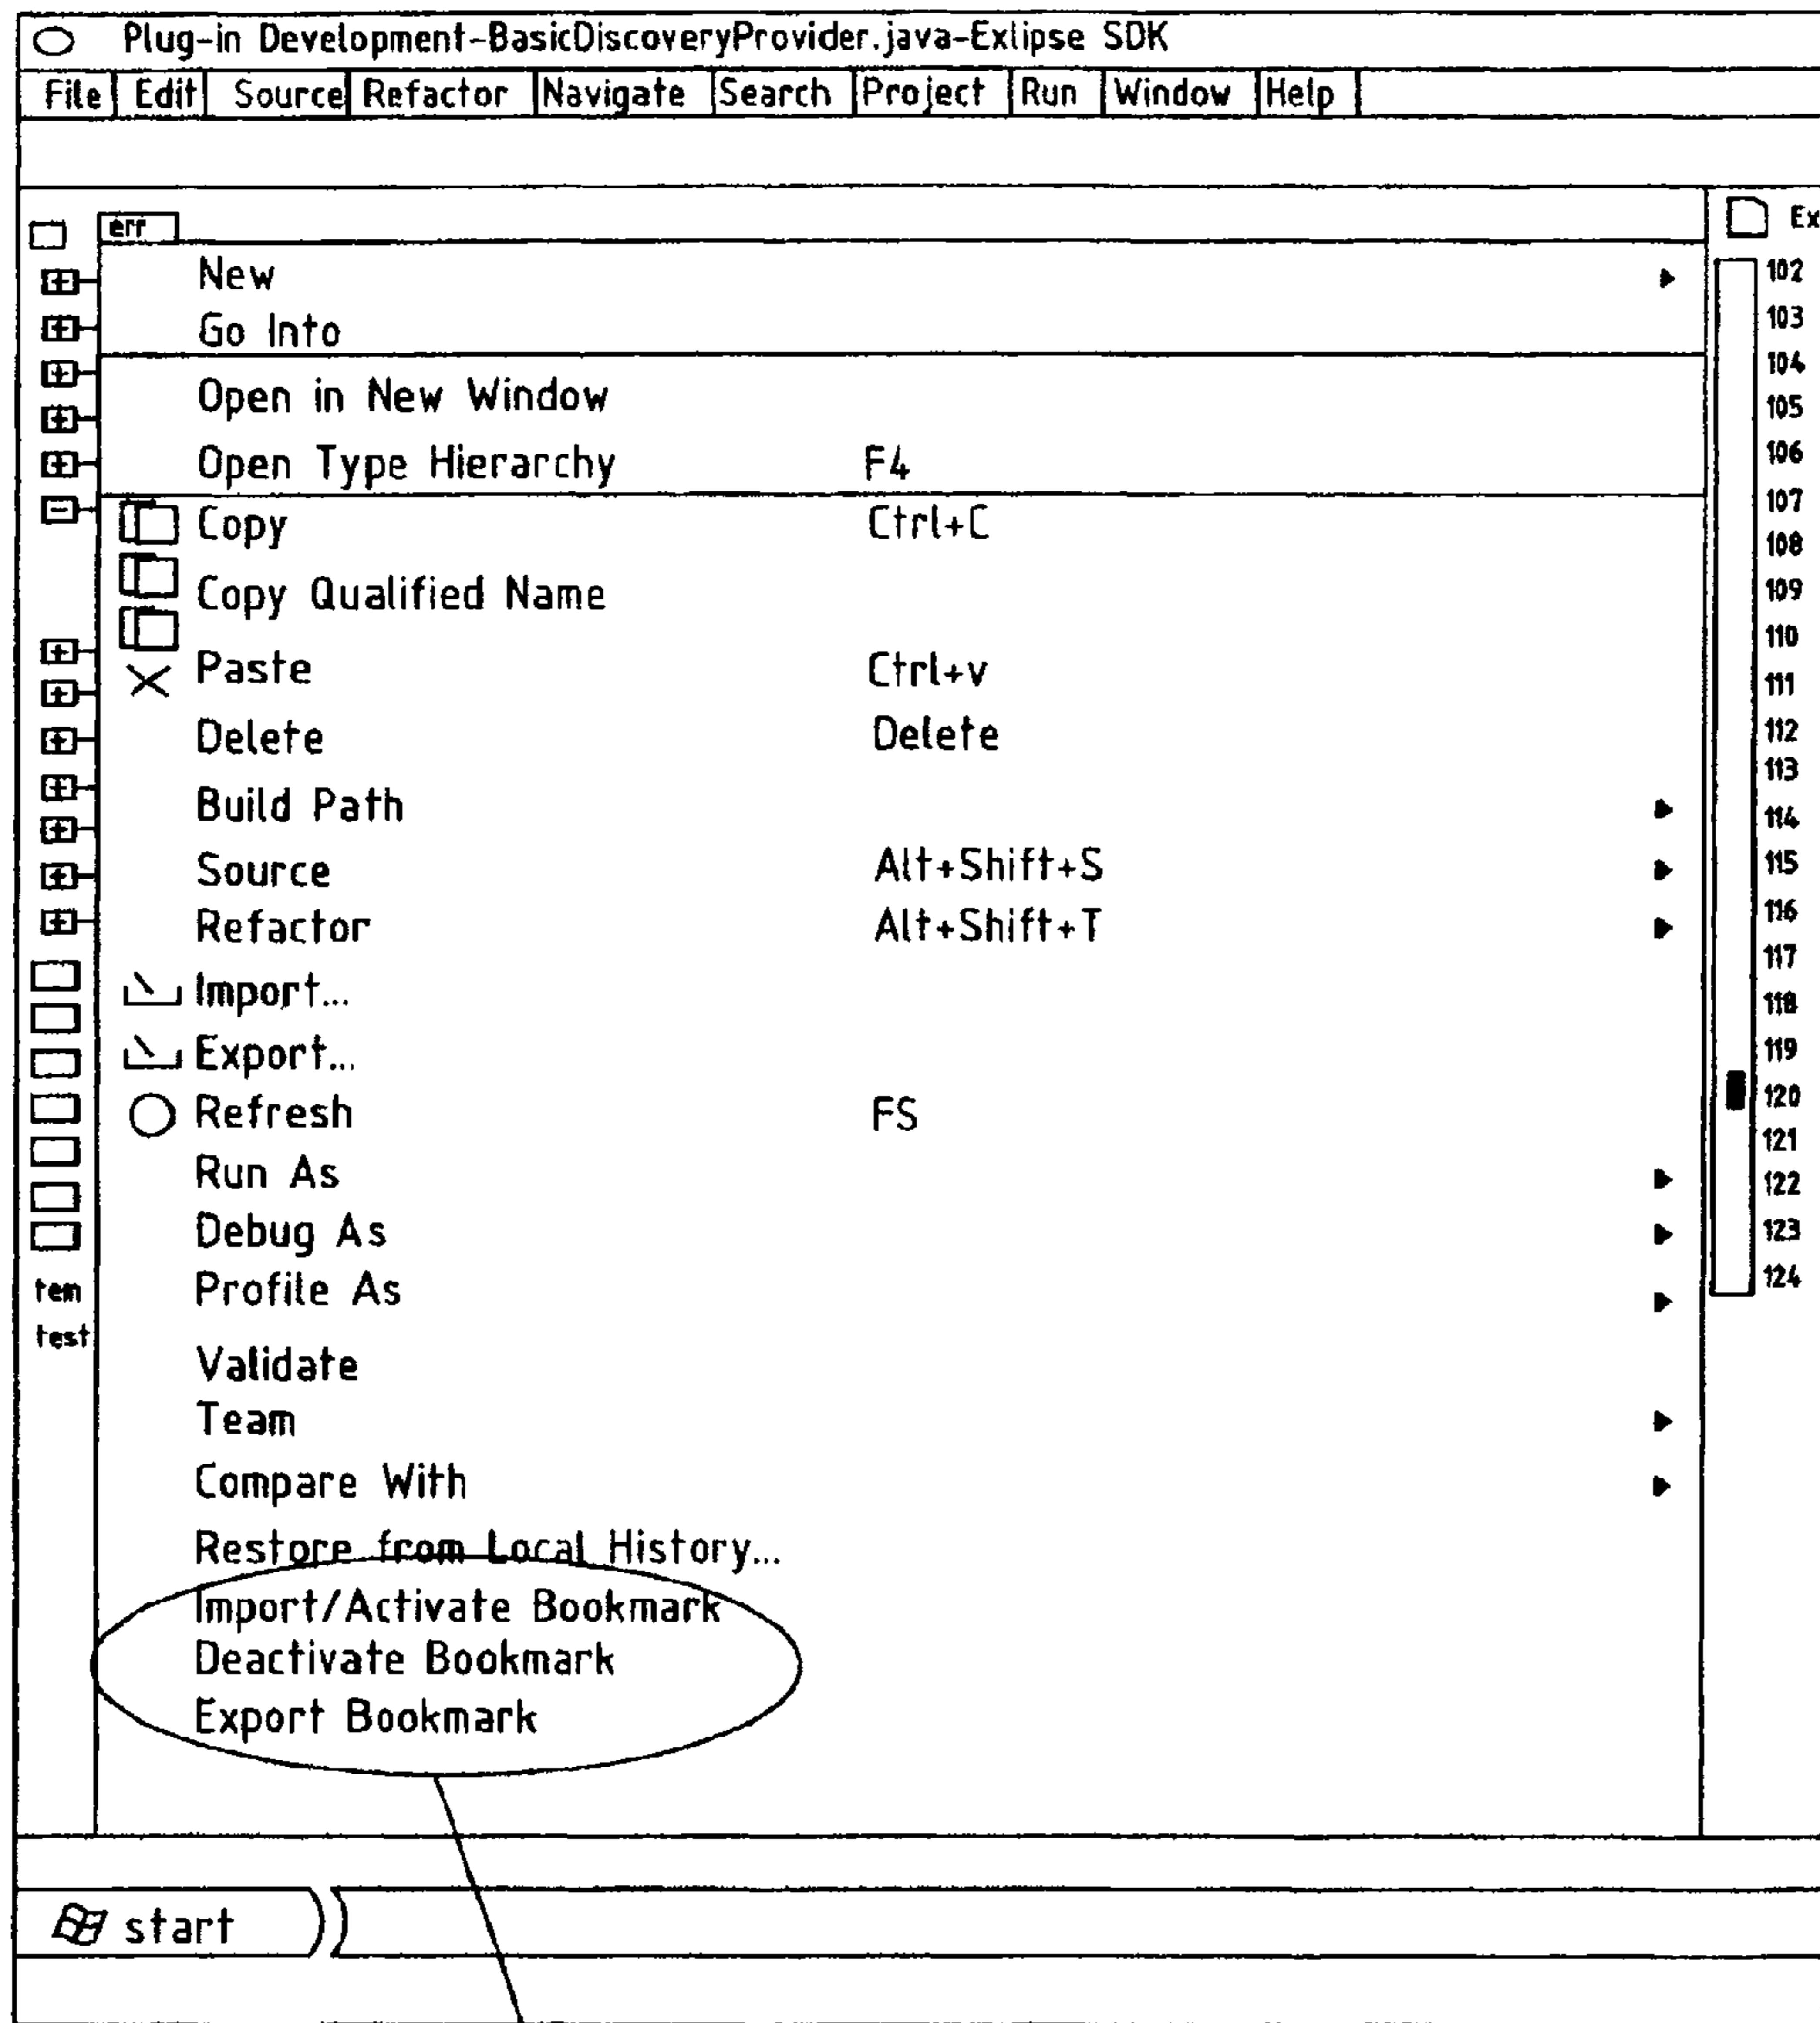 Plug-in Development-BasicDiscoveryProvider.java-Exlipse SDK
File Edit Source Refactor Navigate Search Project Run Window Help
err
Ex
New
Go Into
Open in New Window
Open Type Hierarchy F4
Copy Ctrl+C
Copy Qualified Name
Paste Ctrl+v
Delete Delete
Build Path
Source Alt+Shift+S
Refactor Alt+Shift+T
Import...
Export...
Refresh FS
Run As
Debug As
Profile As
Validate
Team
Compare With
Restore from Local History...
Import/Activate Bookmark
Deactivate Bookmark
Export Bookmark
tem
test
102
103
104
105
106
107
108
109
110
111
112
113
114
115
116
117
118
119
120
121
122
123
124
start